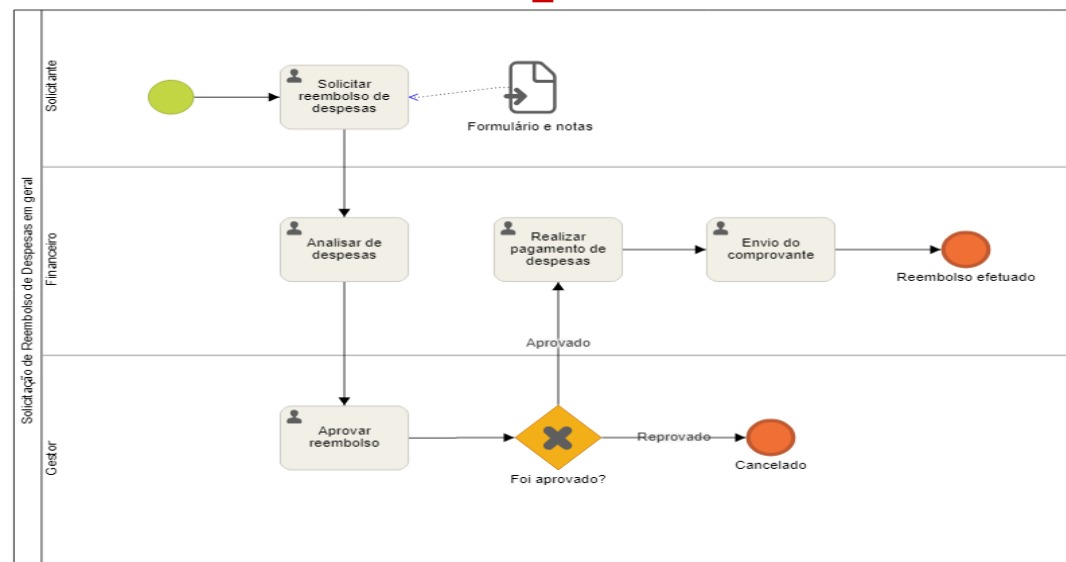 Solicitação de Reembolso de Despesas em geral
Solicitante
Solicitar
reembolso de
despesas
Formulário e notas
Financeiro
Analisar de
despesas
Realizar
pagamento de
despesas
Envio do
comprovante
Reembolso efetuado
Aprovado
Gestor
Aprovar
reembolso
Foi aprovado?
Reprovado
Cancelado